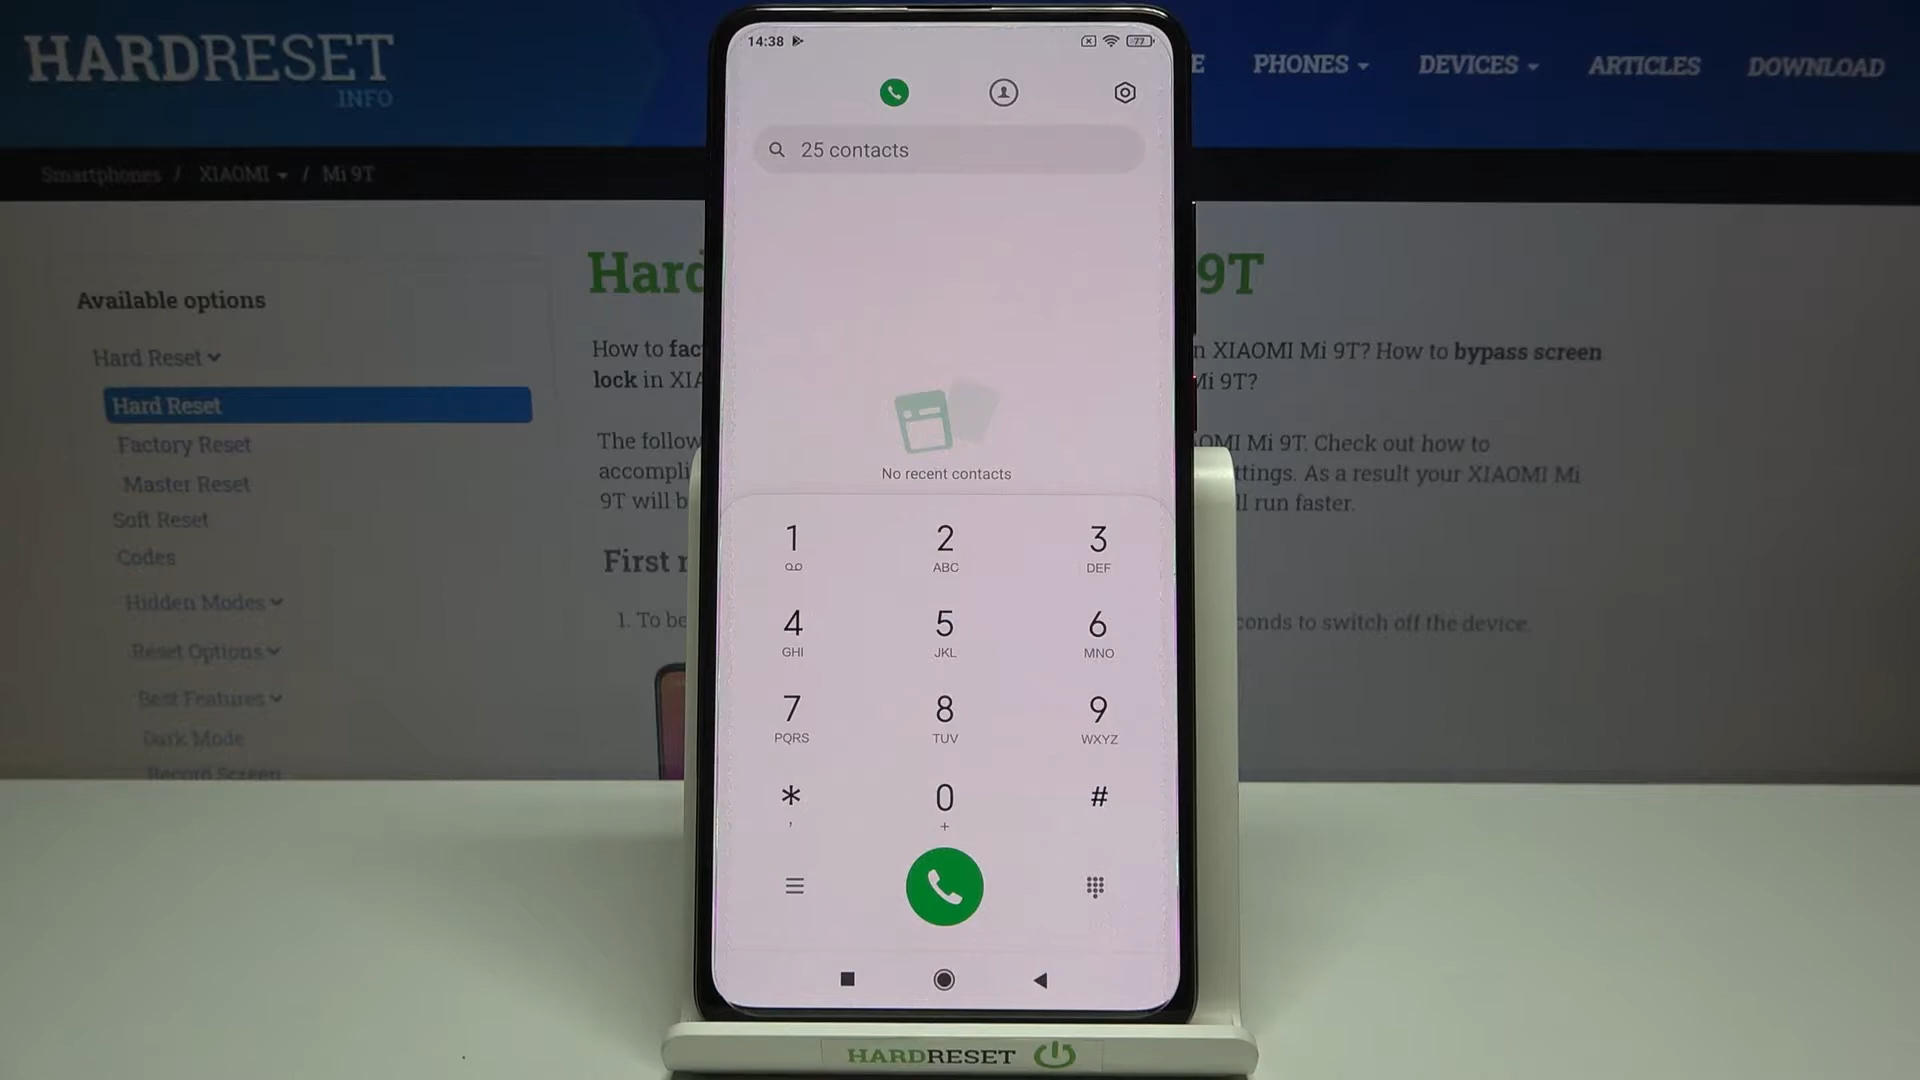 HARDRESET
INFO
E PHONES DEVICES ARTICLES DOWNLOAD
Smartphones / XIAOMI / Mi 9T
Available options
Hard Reset
Hard Reset
Factory Reset
Master Reset
Soft Reset
Codes
Hidden Modes
Reset Options
Best Features
Dark Mode
Record Screen
Hard 9T
How to fac n XIAOMI Mi 9T? How to bypass screen
lock in XIA Mi 9T?
The follow OMI Mi 9T. Check out how to
accompli ttings. As a result your XIAOMI Mi
9T will b ll run faster.
First r
1. To be conds to switch off the device.
14:38 77
25 contacts
No recent contacts
1 2 3
ABC DEF
4 5 6
GHI JKL MNO
7 8 9
PQRS TUV WXYZ
* 0 #
, +
HARDRESET